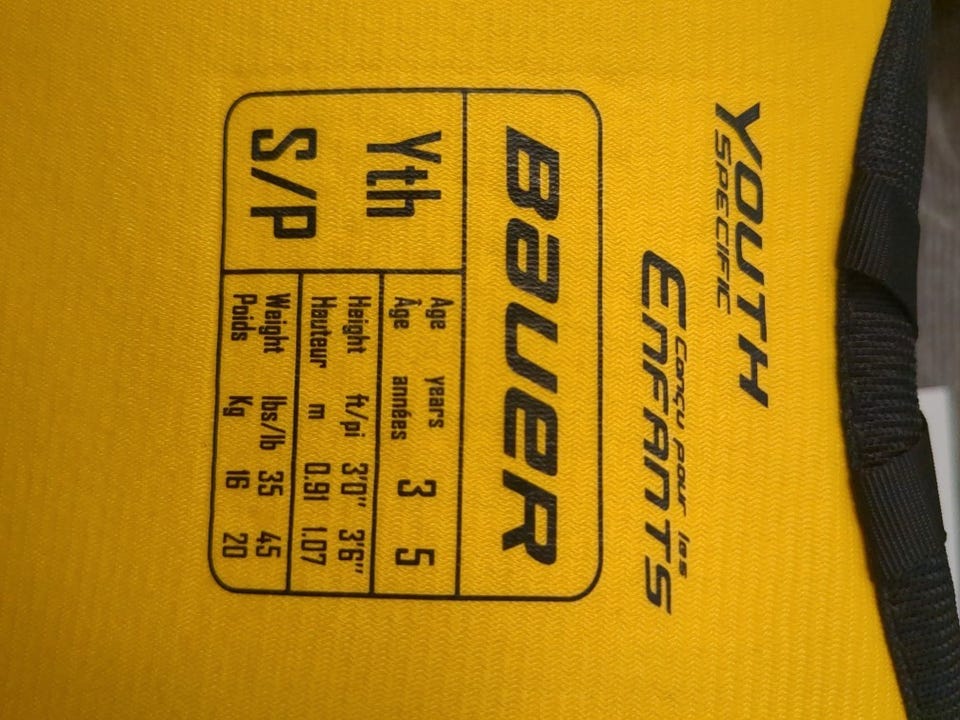 YOUTH
SPECIFIC
Conçu pour les
ENFANTS
BAUER
Yth
S/P
Age years 3 5
Âge années
Height ft/pi 3'0" 3'6"
Hauteur m 0.91 1.07
Weight lbs/lb 35 45
Poids Kg 16 20